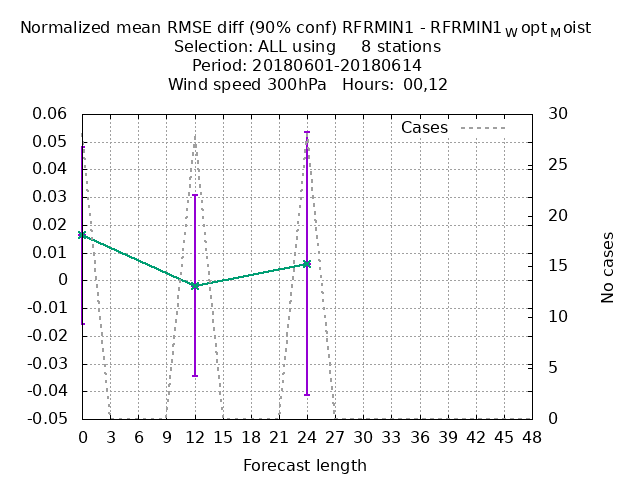 Normalized mean RMSE diff (90% conf) RFRMIN1 - RFRMIN1WoptMoist
Selection: ALL using     8 stations
Period: 20180601-20180614
Wind speed 300hPa   Hours:  00,12
Cases
0.06
0.05
0.04
0.03
0.02
0.01
0
-0.01
-0.02
-0.03
-0.04
-0.05
30
25
20
15
10
5
0
No cases
0 3 6 9 12 15 18 21 24 27 30 33 36 39 42 45 48
Forecast length